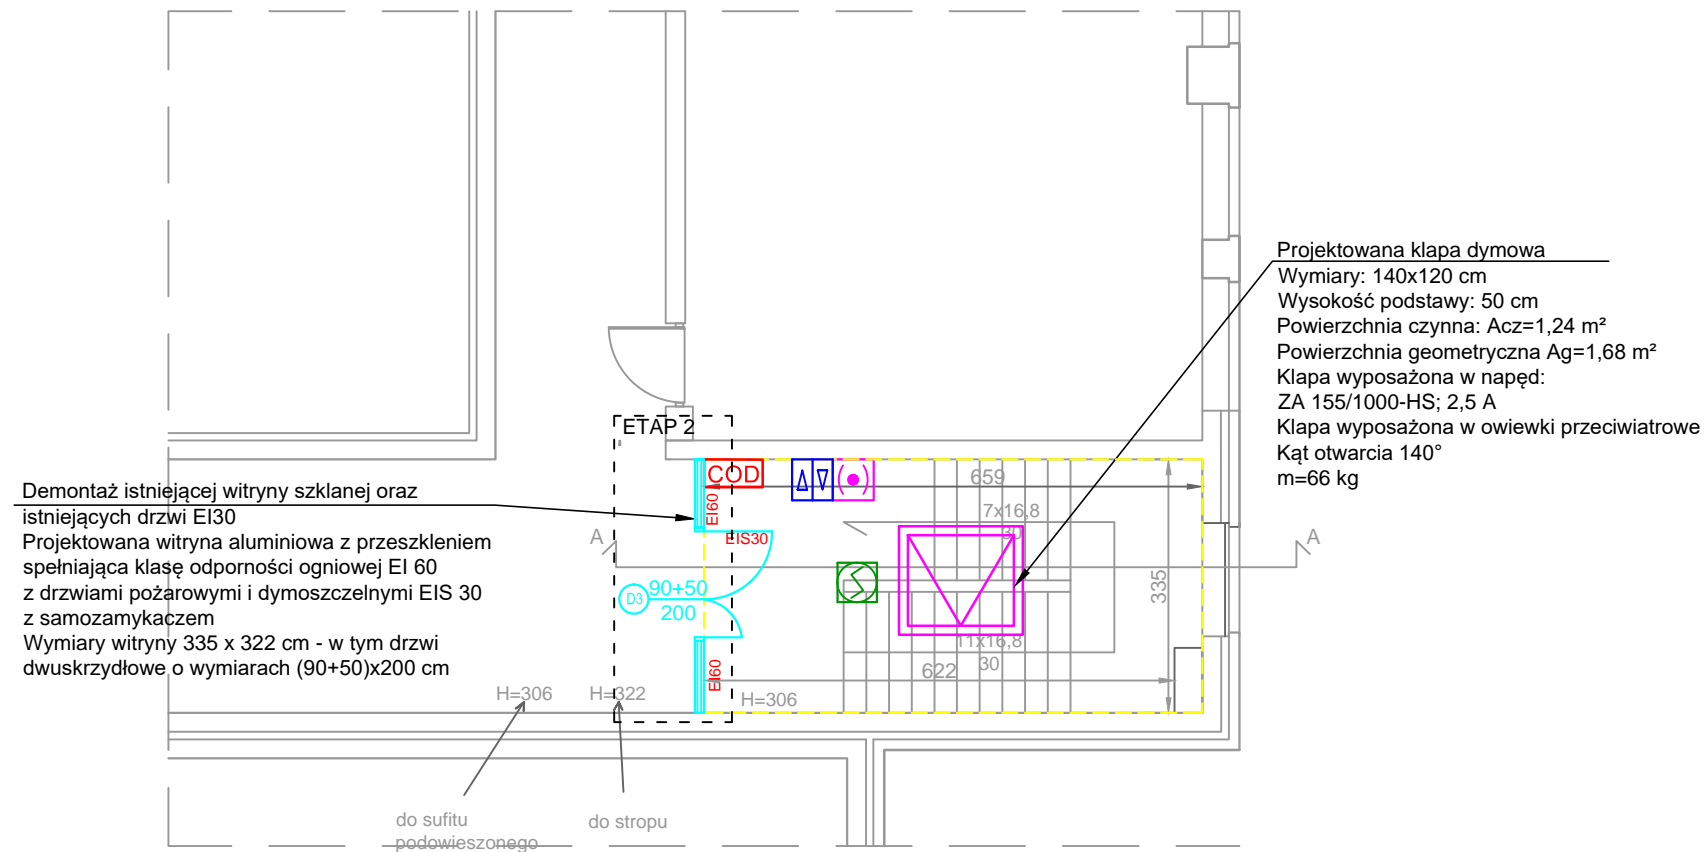 Projektowana klapa dymowa
Wymiary: 140x120 cm
Wysokość podstawy: 50 cm
Powierzchnia czynna: Acz=1,24 m²
Powierzchnia geometryczna Ag=1,68 m²
Klapa wyposażona w napęd:
ZA 155/1000-HS; 2,5 A
Klapa wyposażona w owiewki przeciwiatrowe
Kąt otwarcia 140°
m=66 kg
ETAP 2
COD
659
EI60
7x16,8
30
EIS30
A
A
Demontaż istniejącej witryny szklanej oraz
istniejących drzwi EI30
Projektowana witryna aluminiowa z przeszkleniem
spełniająca klasę odporności ogniowej EI 60
z drzwiami pożarowymi i dymoszczelnymi EIS 30
z samozamykaczem
Wymiary witryny 335 x 322 cm - w tym drzwi
dwuskrzydłowe o wymiarach (90+50)x200 cm
D3
90+50
200
335
11x16,8
30
622
EI60
H=306
H=322
H=306
do sufitu
podowieszonego
do stropu